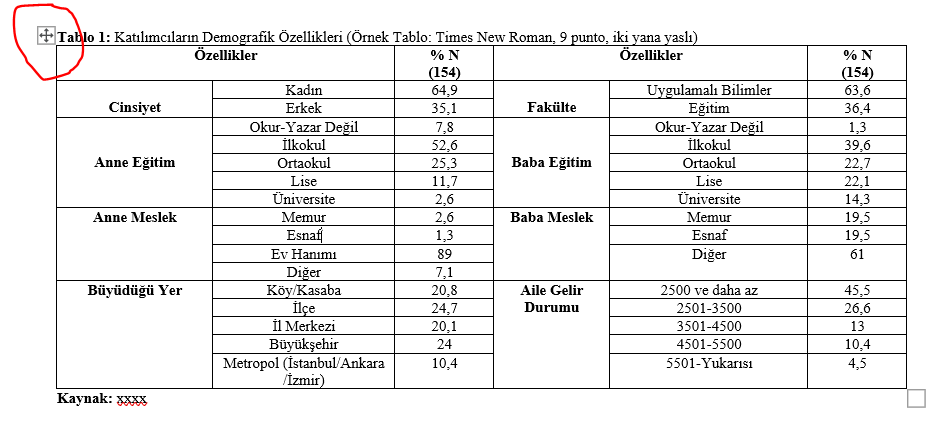 Tablo 1: Katılımcıların Demografik Özellikleri (Örnek Tablo: Times New Roman, 9 punto, iki yana yaslı)
Özellikler % N (154) Özellikler % N (154)
Cinsiyet Kadın 64,9 Fakülte Uygulamalı Bilimler 63,6
Erkek 35,1 Eğitim 36,4
Anne Eğitim Okur-Yazar Değil 7,8 Baba Eğitim Okur-Yazar Değil 1,3
İlkokul 52,6 İlkokul 39,6
Ortaokul 25,3 Ortaokul 22,7
Lise 11,7 Lise 22,1
Üniversite 2,6 Üniversite 14,3
Anne Meslek Memur 2,6 Baba Meslek Memur 19,5
Esnaf 1,3 Esnaf 19,5
Ev Hanımı 89 Diğer 61
Diğer 7,1
Büyüdüğü Yer Köy/Kasaba 20,8 Aile Gelir Durumu 2500 ve daha az 45,5
İlçe 24,7 2501-3500 26,6
İl Merkezi 20,1 3501-4500 13
Büyükşehir 24 4501-5500 10,4
Metropol (İstanbul/Ankara /İzmir) 10,4 5501-Yukarısı 4,5
Kaynak: xxxx